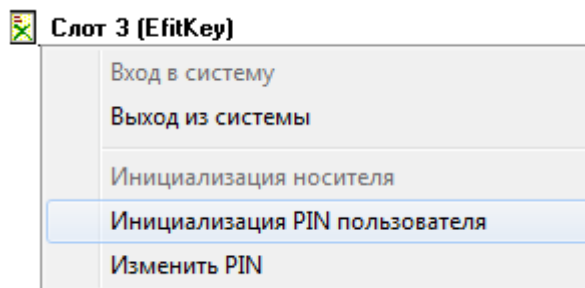 Слот 3 (EfitKey)
Вход в систему
Выход из системы
Инициализация носителя
Инициализация PIN пользователя
Изменить PIN